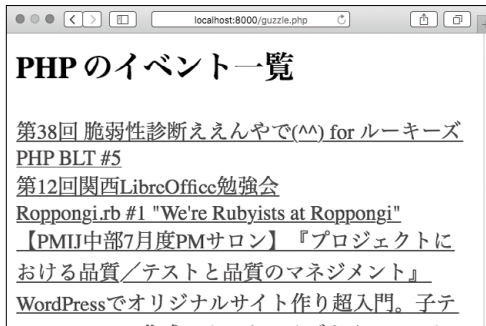 localhost:8000/guzzle.php
PHP のイベント一覧
第38回 脆弱性診断ええんやで(^^) for ルーキーズ
PHP BLT #5
第12回関西LibreOffice勉強会
Roppongi.rb #1 "We're Rubyists at Roppongi"
【PMIJ中部7月度PMサロン】『プロジェクトに
おける品質／テストと品質のマネジメント』
WordPressでオリジナルサイト作り超入門。子テ